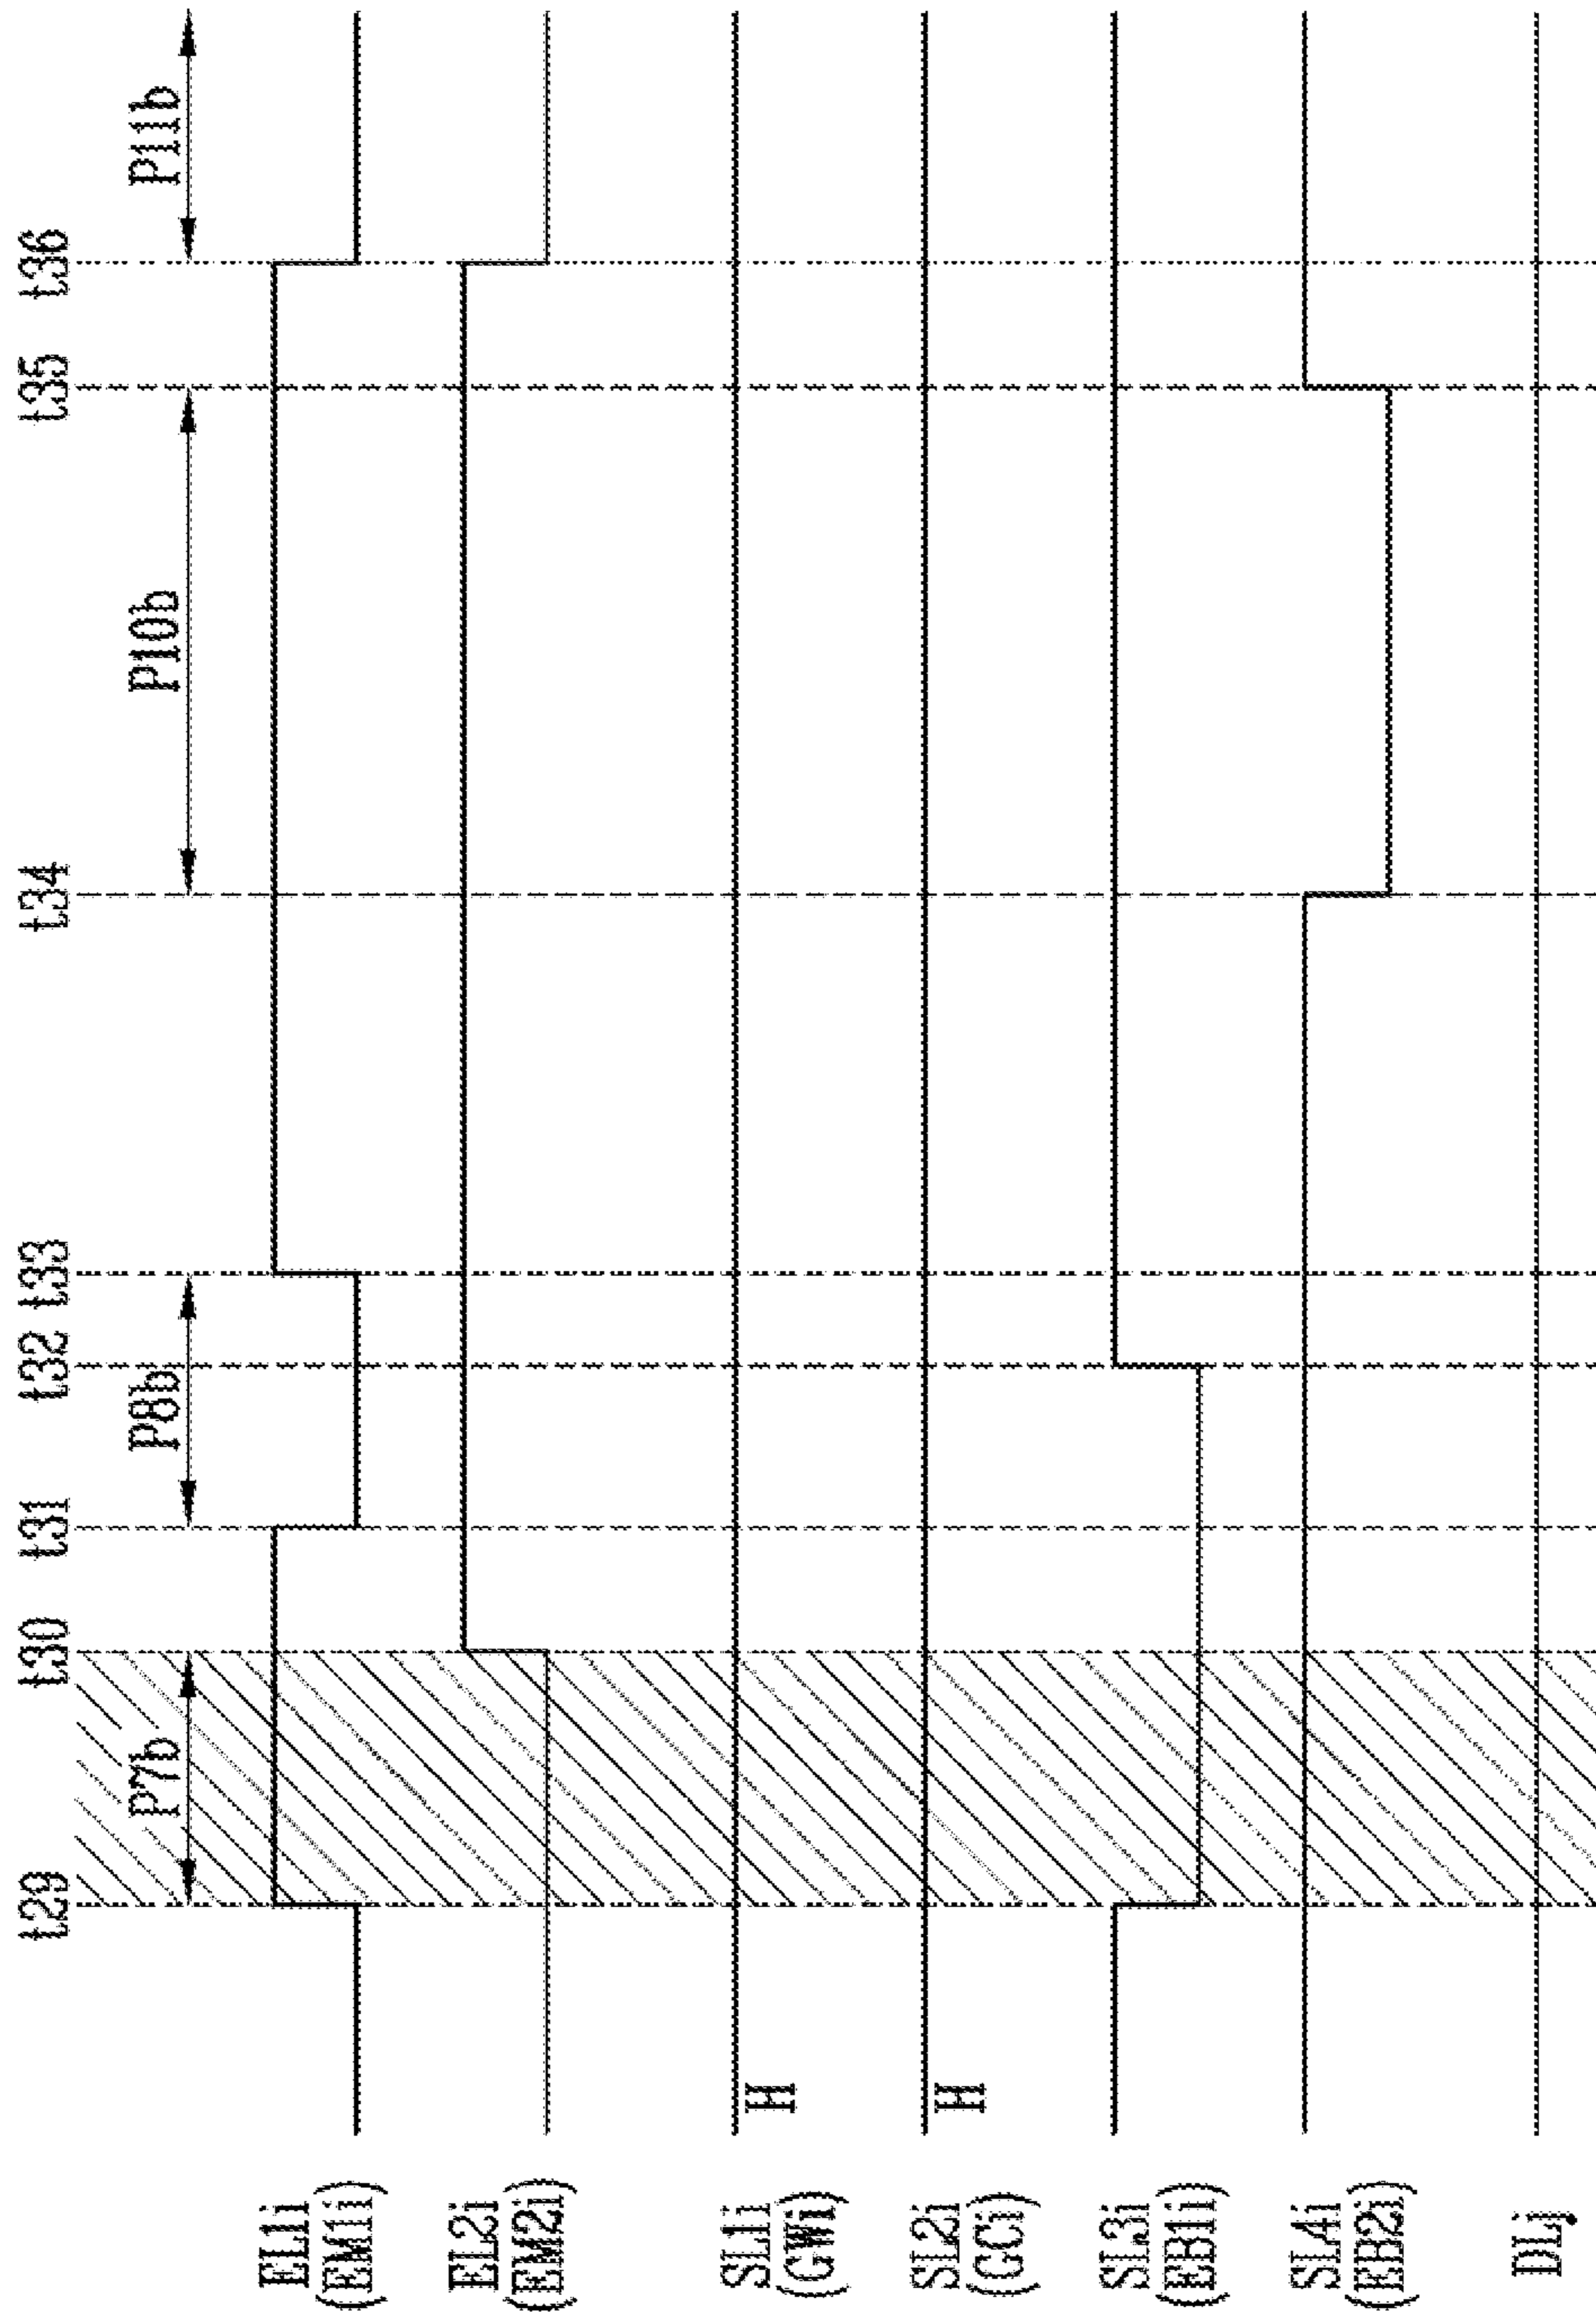 t29 t30 t31 t32 t33 t34 t35 t36
P7b P8b P10b P11b
EL1i
(EM1i)
EL2i
(EM2i)
H
SL1i
(GWi)
H
SL2i
(GCi)
SL3i
(EB1i)
SL4i
(EB2i)
DLj